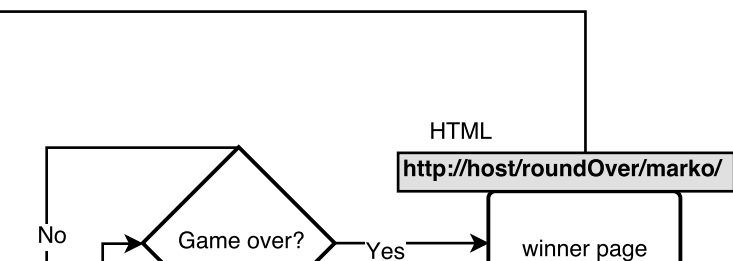 HTML
http://host/roundOver/marko/
No
Game over?
Yes
winner page